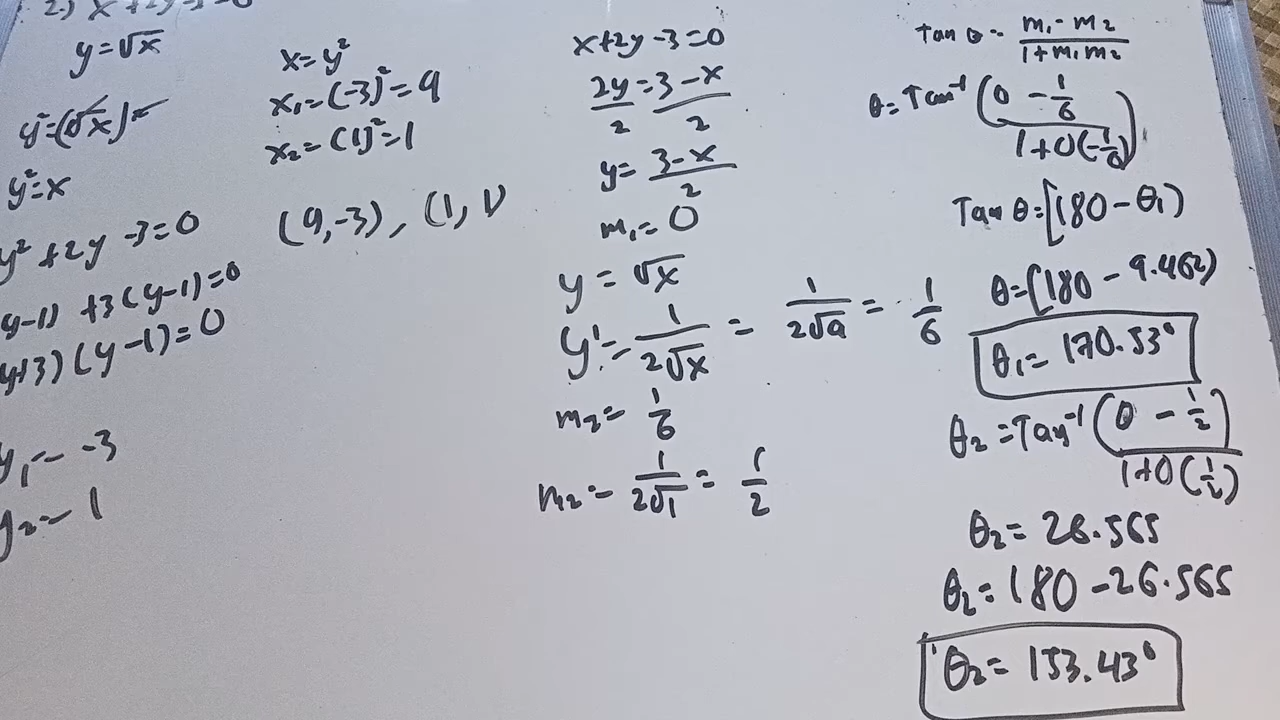 2.) x + 2y - 3 = 0
y = √x
y² = (√x)²
y² = x
y² + 2y - 3 = 0
y - 1) + 3(y - 1) = 0
y + 3)(y - 1) = 0
y₁ = -3
y₂ = 1
x = y²
x₁ = (-3)² = 9
x₂ = (1)² = 1
(9, -3), (1, 1)
x + 2y - 3 = 0
2y/2 = 3 - x/2
y = 3 - x/2
m₁ = 0
y = √x
y' = 1/2√x = 1/2√9 = 1/6
m₂ = 1/6
m₂ = 1/2√1 = 1/2
Tan θ = m₁ - m₂/1 + m₁m₂
θ = Tan⁻¹(0 - 1/6/1 + 0(-1/6))
Tan θ = [180 - θ₁)
θ = [180 - 9.462)
θ₁ = 170.53°
θ₂ = Tan⁻¹(0 - 1/2/1 + 0(1/2))
θ₂ = 26.565
θ₂ = 180 - 26.565
θ₂ = 153.43°